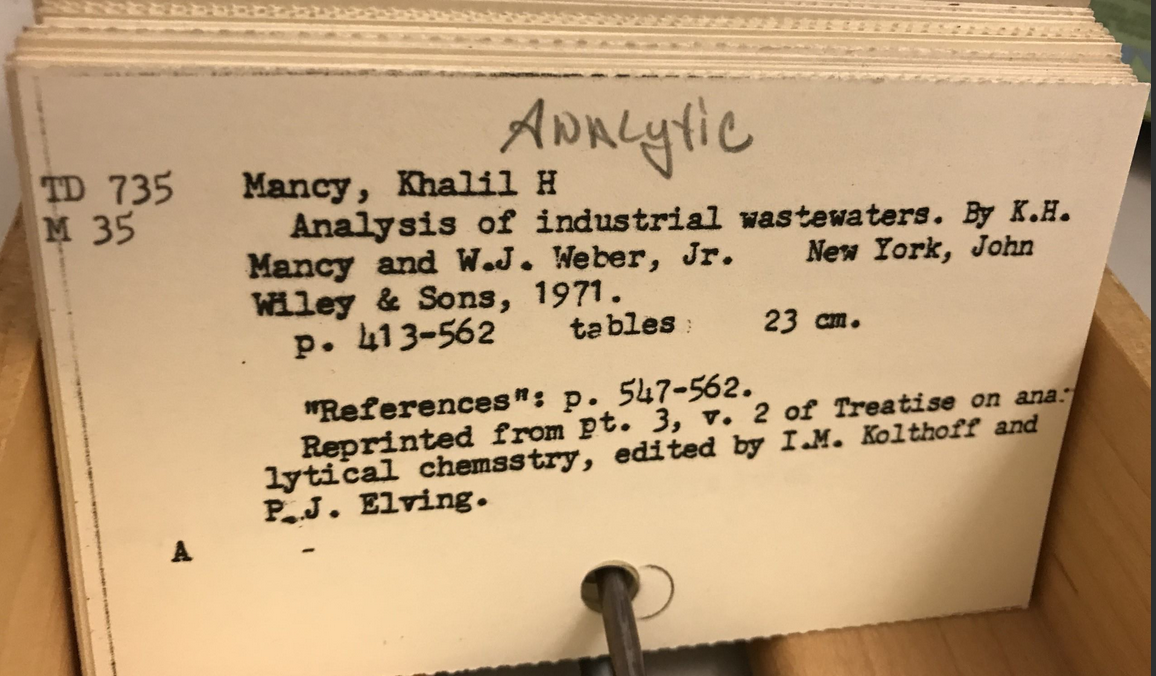 Analytic
TD 735 Mancy, Khalil H
M 35 Analysis of industrial wastewaters. By K.H.
Mancy and W.J. Weber, Jr. New York, John
Wiley & Sons, 1971.
p. 413-562 tables 23 cm.
"References": p. 547-562.
Reprinted from pt. 3, v. 2 of Treatise on ana-
lytical chemsstry, edited by I.M. Kolthoff and
P.J. Elving.
A -